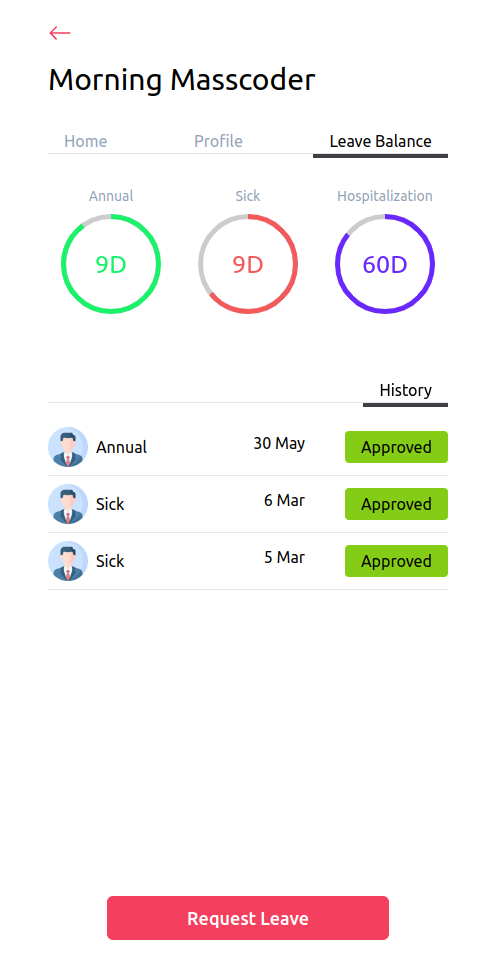 Morning Masscoder
Home Profile Leave Balance
Annual Sick Hospitalization
9D 9D 60D
History
Annual 30 May Approved
Sick 6 Mar Approved
Sick 5 Mar Approved
Request Leave